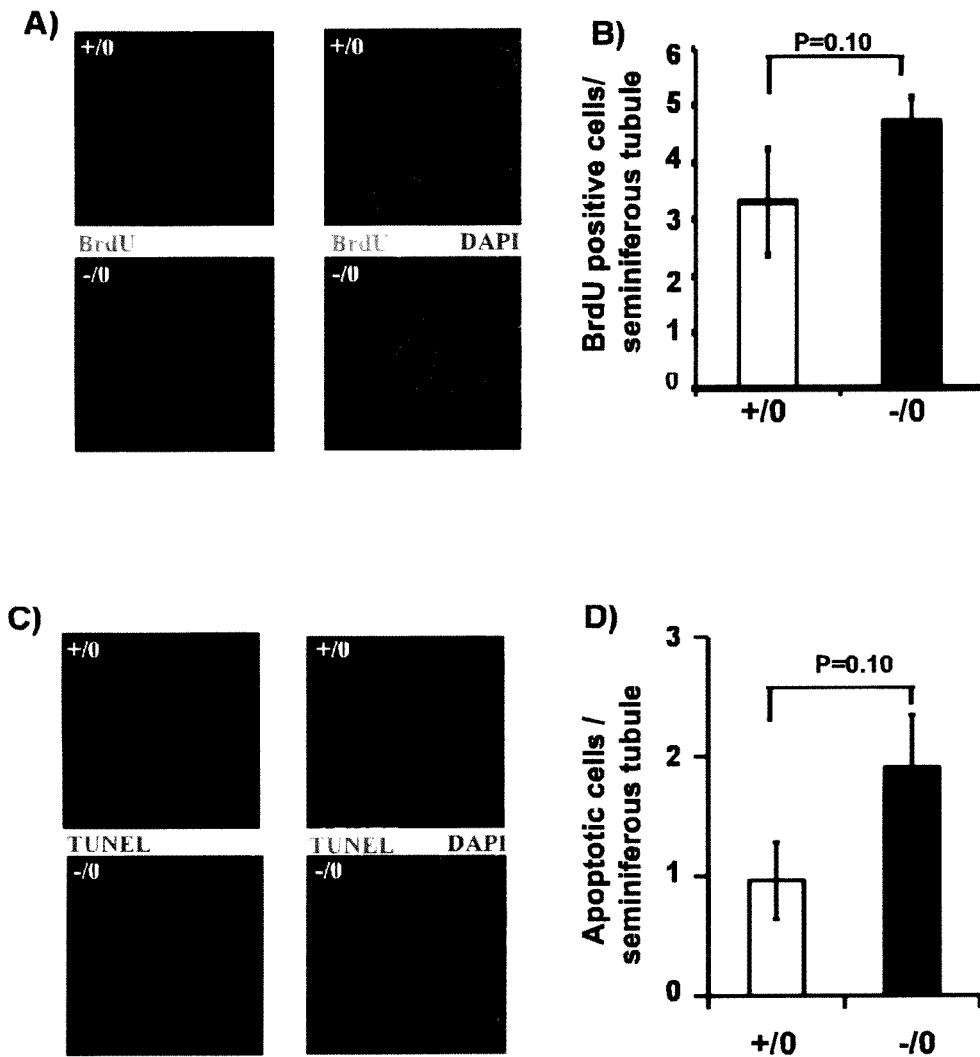 A)
+/0
+/0
BrdU
BrdU DAPI
-/0
-/0
B)
P=0.10
BrdU positive cells/
seminiferous tubule
6
5
4
3
2
1
0
+/0
-/0
C)
+/0
+/0
TUNEL
TUNEL DAPI
-/0
-/0
D)
P=0.10
Apoptotic cells /
seminiferous tubule
3
2
1
0
+/0
-/0